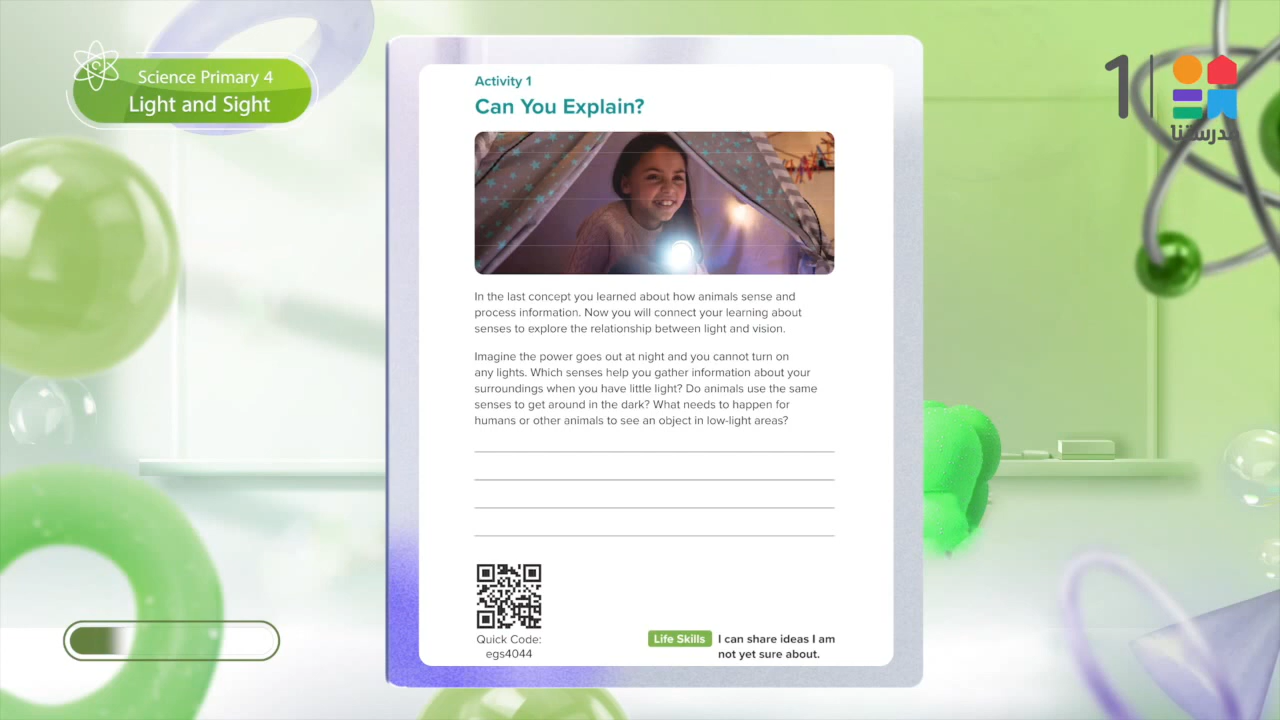 Science Primary 4
Light and Sight
1
مدرستنا
Activity 1
Can You Explain?
In the last concept you learned about how animals sense and
process information. Now you will connect your learning about
senses to explore the relationship between light and vision.
Imagine the power goes out at night and you cannot turn on
any lights. Which senses help you gather information about your
surroundings when you have little light? Do animals use the same
senses to get around in the dark? What needs to happen for
humans or other animals to see an object in low-light areas?
Quick Code:
egs4044
Life Skills
I can share ideas I am
not yet sure about.